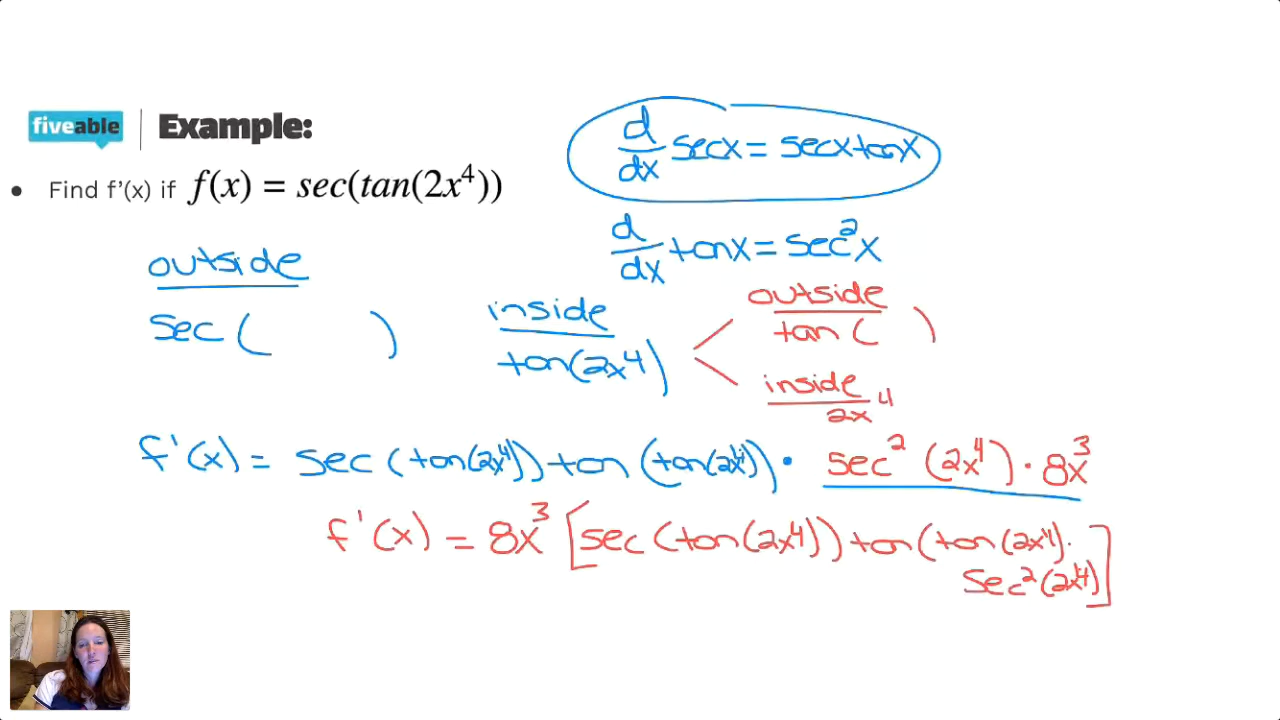 fiveable Example:
• Find f'(x) if f(x) = sec(tan(2x⁴))
d/dx secx = secx tanx
d/dx tanx = sec²x
outside
sec ( )
inside
tan(2x⁴)
outside
tan ( )
inside
2x⁴
f'(x) = sec (tan(2x⁴)) tan (tan(2x⁴)) • sec² (2x⁴) • 8x³
f'(x) = 8x³ [sec (tan(2x⁴)) tan (tan (2x⁴) ·
sec² (2x⁴)]